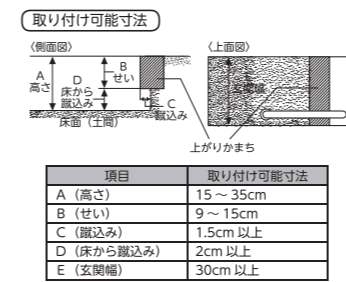 取り付け可能寸法
〈側面図〉
〈上面図〉
A
高さ
B
せい
D
床から
蹴込み
C
蹴込み
床面（土間）
E
玄関幅
上がりかまち
項目 取り付け可能寸法
A（高さ） 15 ～ 35cm
B（せい） 9 ～ 15cm
C（蹴込み） 1.5cm 以上
D（床から蹴込み） 2cm 以上
E（玄関幅） 30cm 以上